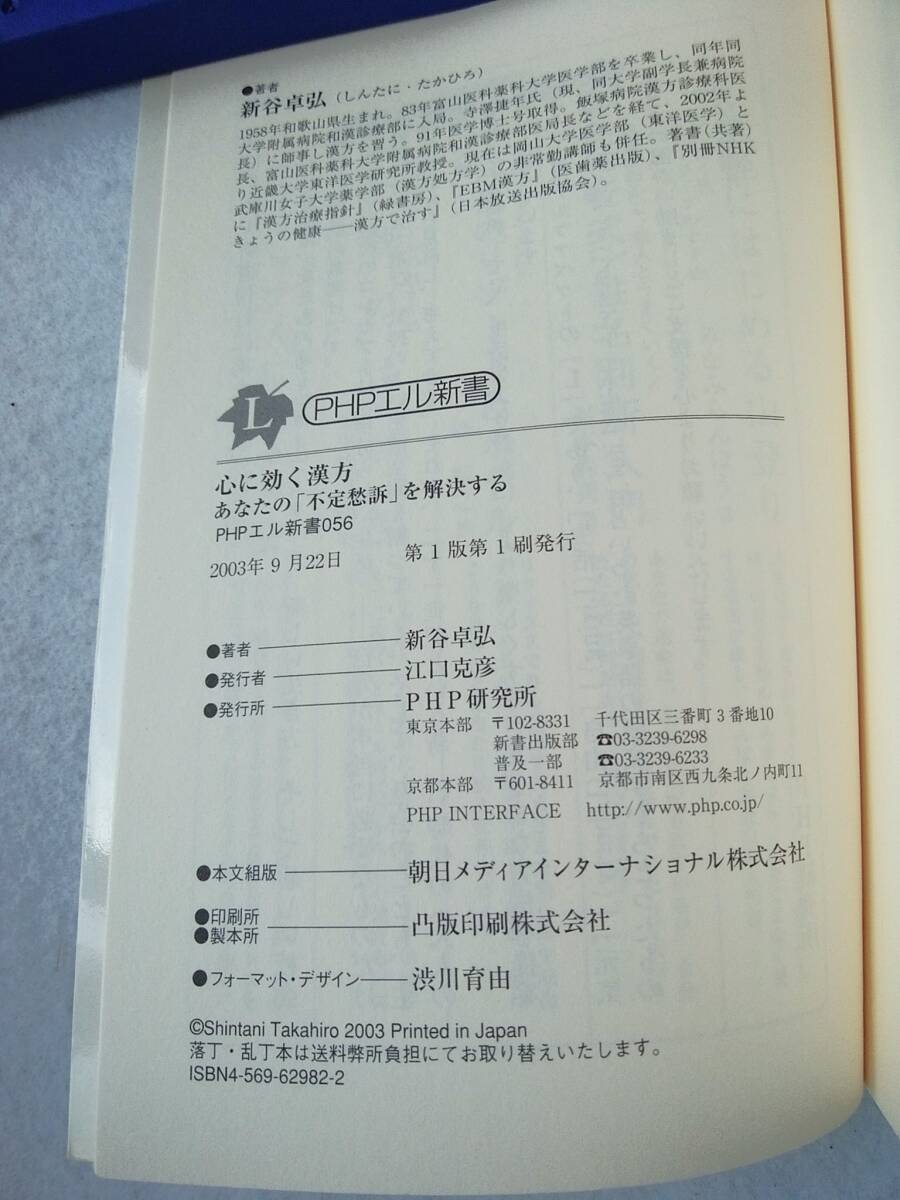 ●著者
新谷卓弘（しんたに・たかひろ）
1958年和歌山県生まれ。83年富山医科薬科大学医学部を卒業し、同年同
大学附属病院和漢診療部に入局。寺澤捷年氏（現、同大学副学長兼病院
長）に師事し漢方を習う。91年医学博士号取得。飯塚病院漢方診療科医
長、富山医科薬科大学附属病院和漢診療部医局長などを経て、2002年よ
り近畿大学東洋医学研究所教授。現在は岡山大学医学部（東洋医学）と
武庫川女子大学薬学部（漢方処方学）の非常勤講師も併任。著書（共著）
に『漢方治療指針』（緑書房）、『EBM漢方』（医歯薬出版）、『別冊NHK
きょうの健康――漢方で治す』（日本放送出版協会）。
L PHPエル新書
心に効く漢方
あなたの「不定愁訴」を解決する
PHPエル新書056
2003年9月22日 第1版第1刷発行
●著者 新谷卓弘
●発行者 江口克彦
●発行所 PHP研究所
東京本部 〒102-8331 千代田区三番町3番地10
新書出版部 ☎03-3239-6298
普及一部 ☎03-3239-6233
京都本部 〒601-8411 京都市南区西九条北ノ内町11
PHP INTERFACE http://www.php.co.jp/
●本文組版 朝日メディアインターナショナル株式会社
●印刷所
●製本所 凸版印刷株式会社
●フォーマット・デザイン 渋川育由
©Shintani Takahiro 2003 Printed in Japan
落丁・乱丁本は送料弊所負担にてお取り替えいたします。
ISBN4-569-62982-2